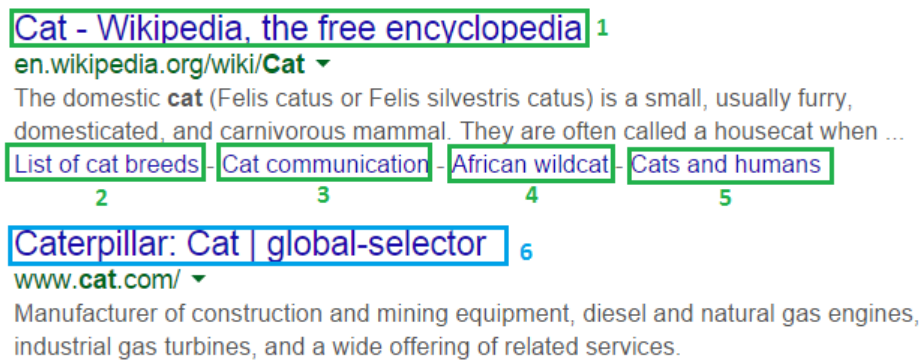 Cat - Wikipedia, the free encyclopedia 1
en.wikipedia.org/wiki/Cat ▼
The domestic cat (Felis catus or Felis silvestris catus) is a small, usually furry,
domesticated, and carnivorous mammal. They are often called a housecat when ...
List of cat breeds - Cat communication - African wildcat - Cats and humans
2 3 4 5
Caterpillar: Cat | global-selector 6
www.cat.com/ ▼
Manufacturer of construction and mining equipment, diesel and natural gas engines,
industrial gas turbines, and a wide offering of related services.